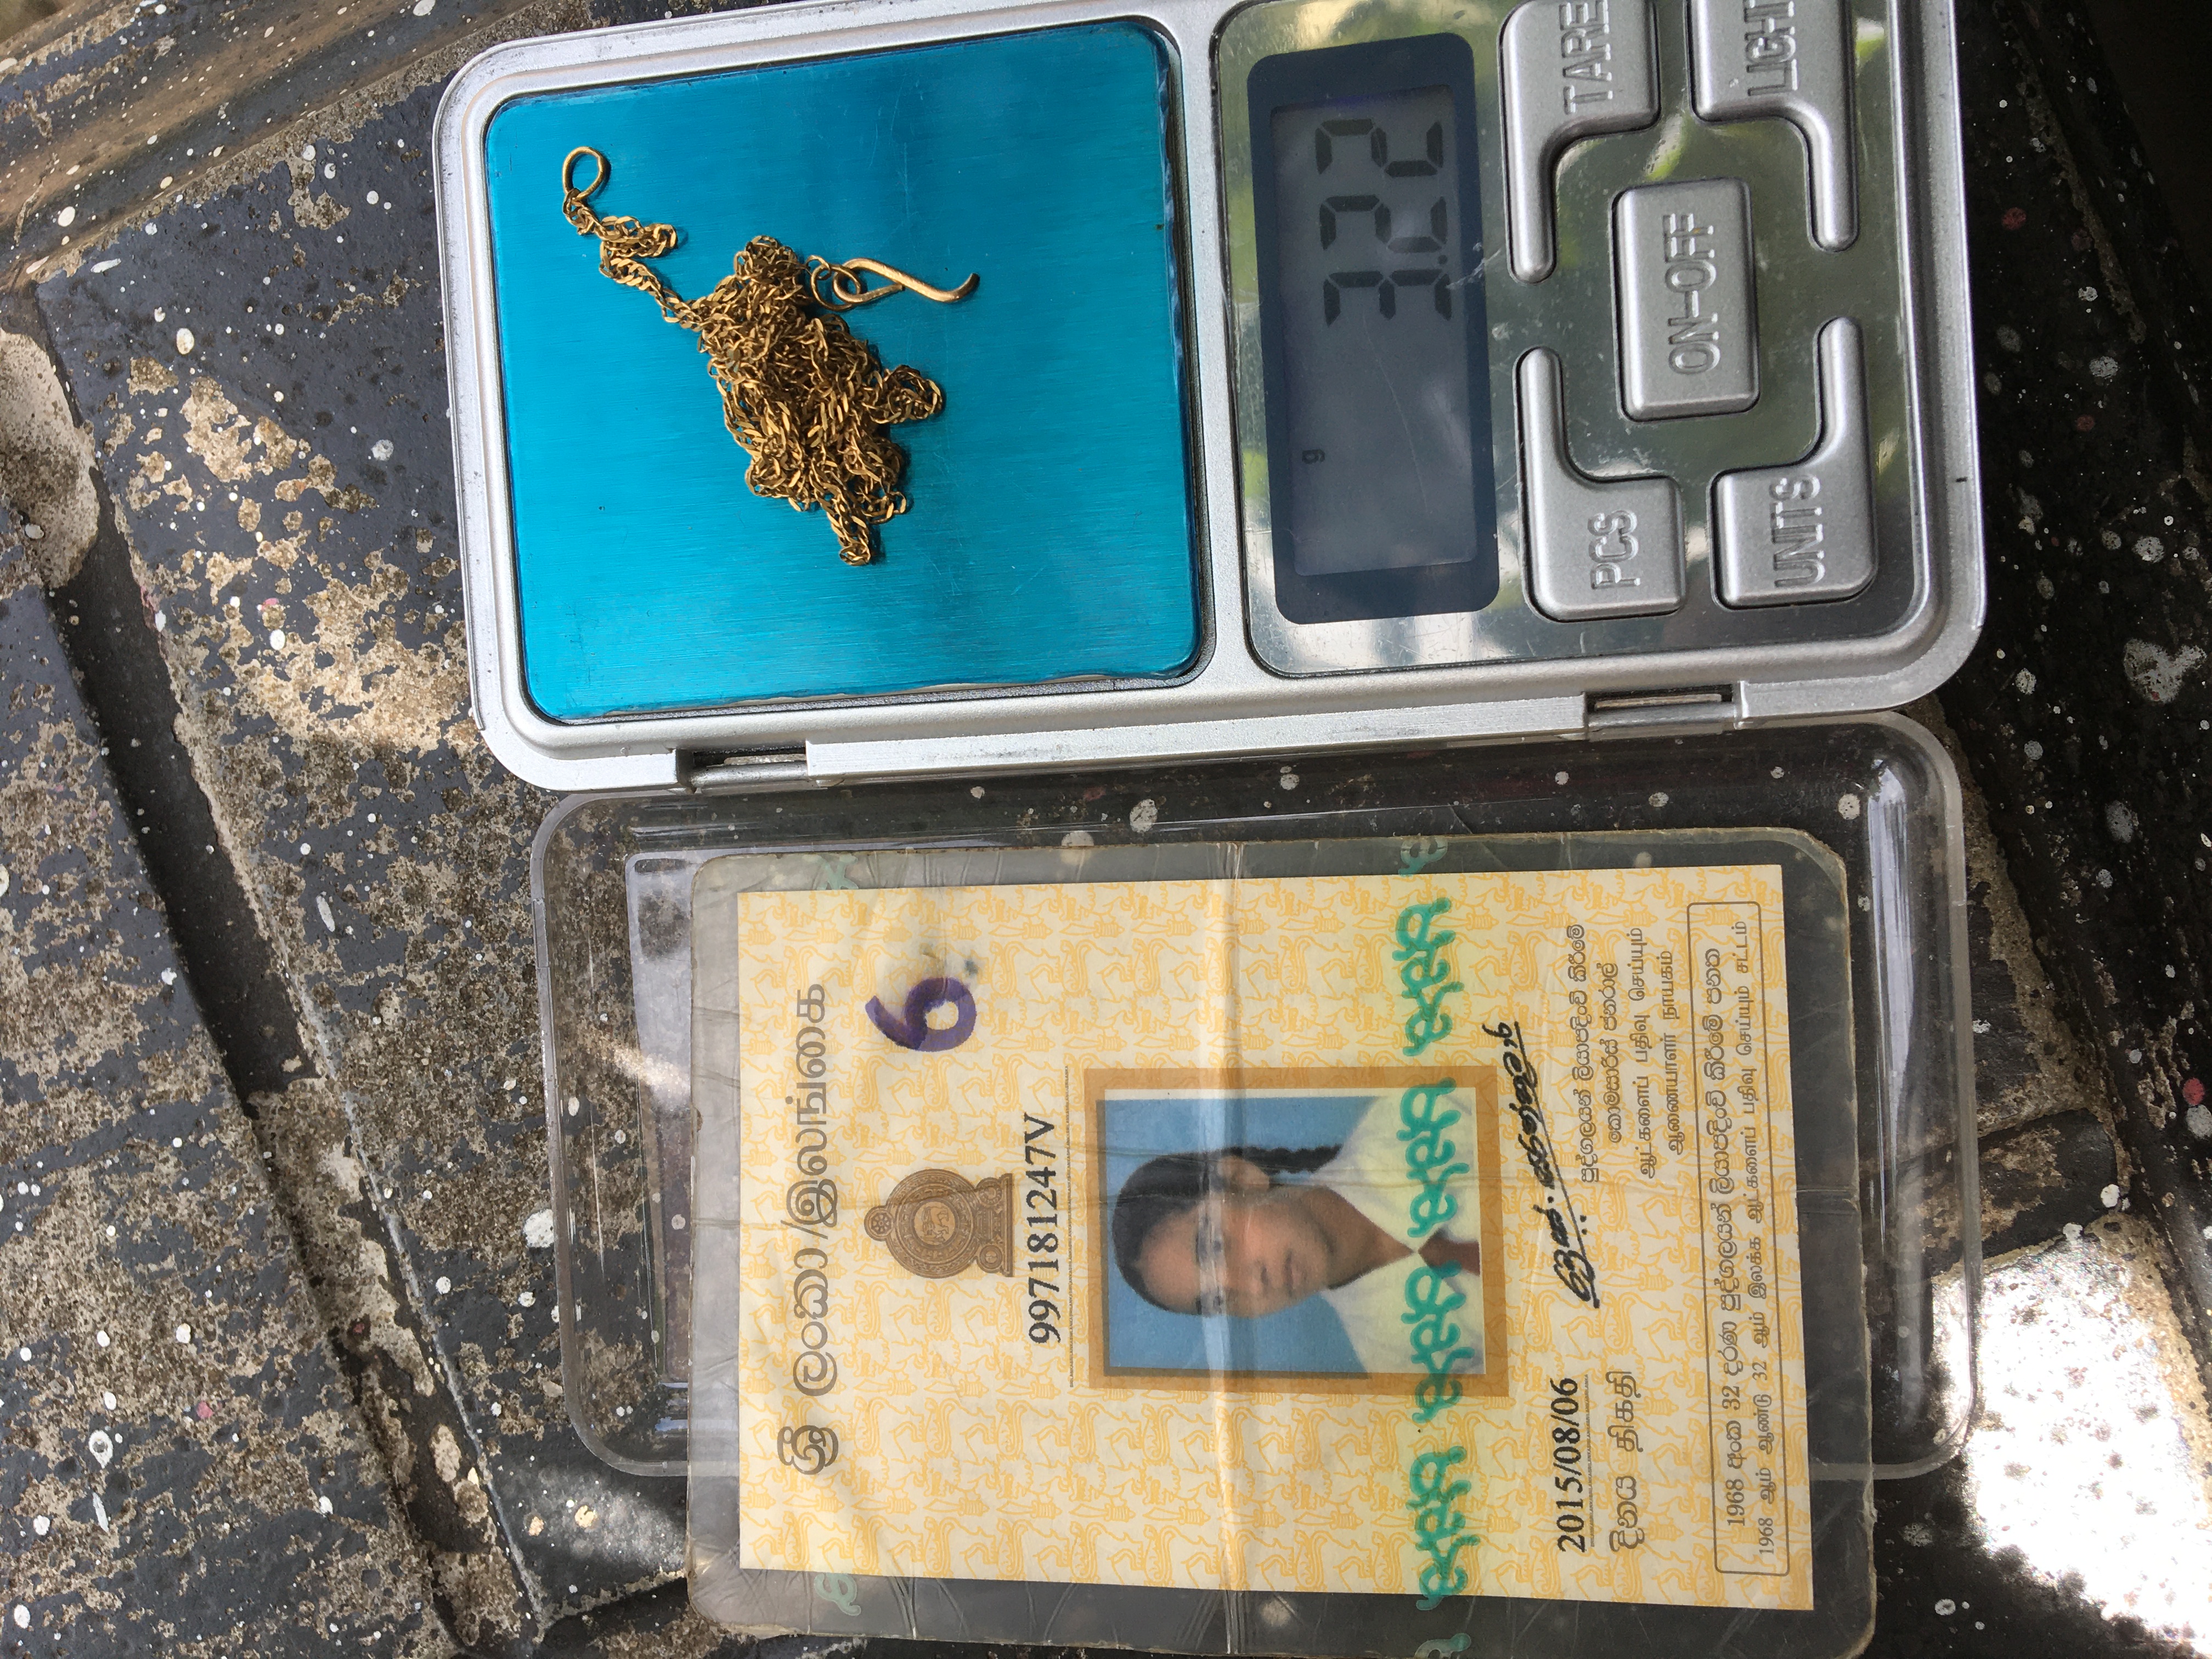 ශ්‍රී ලංකා/இலங்கை
6
997181247V
2015/08/06
දිනය திகதி
පුද්ගලයන් ලියාපදිංචි කිරීමේ
කොමසාරිස් ජනරාල්
ஆட்களைப் பதிவு செய்யும்
ஆணையாளர் நாயகம்
1968 අංක 32 දරණ පුද්ගලයන් ලියාපදිංචි කිරීමේ පනත
1968 ஆம் ஆண்டு 32 ஆம் இலக்க ஆட்களைப் பதிவு செய்யும் சட்டம்
g
3.22
PCS
TARE
ON-OFF
UNITS
LIGHT